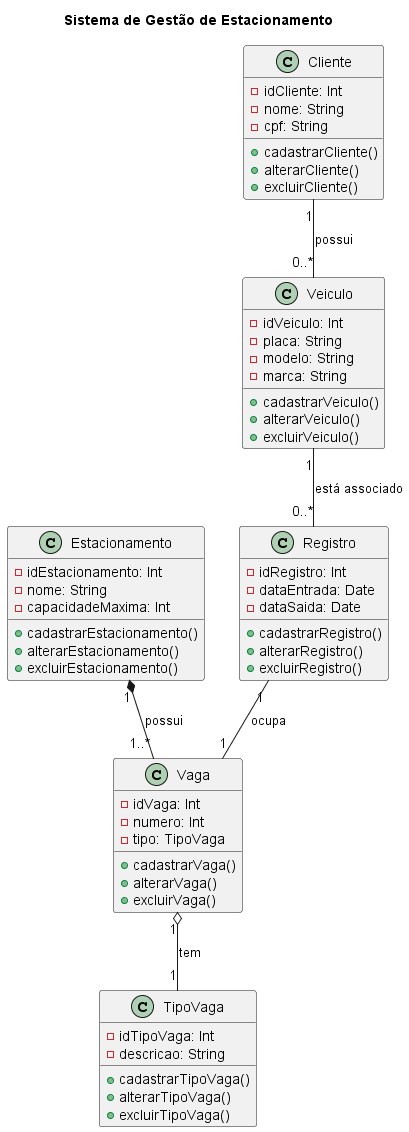 Sistema de Gestão de Estacionamento
C Cliente
idCliente: Int
nome: String
cpf: String
cadastrarCliente()
alterarCliente()
excluirCliente()
1
possui
0..*
C Veiculo
idVeiculo: Int
placa: String
modelo: String
marca: String
cadastrarVeiculo()
alterarVeiculo()
excluirVeiculo()
1
está associado
0..*
C Estacionamento
idEstacionamento: Int
nome: String
capacidadeMaxima: Int
cadastrarEstacionamento()
alterarEstacionamento()
excluirEstacionamento()
C Registro
idRegistro: Int
dataEntrada: Date
dataSaida: Date
cadastrarRegistro()
alterarRegistro()
excluirRegistro()
1
possui
1..*
1
ocupa
1
C Vaga
idVaga: Int
numero: Int
tipo: TipoVaga
cadastrarVaga()
alterarVaga()
excluirVaga()
1
tem
1
C TipoVaga
idTipoVaga: Int
descricao: String
cadastrarTipoVaga()
alterarTipoVaga()
excluirTipoVaga()